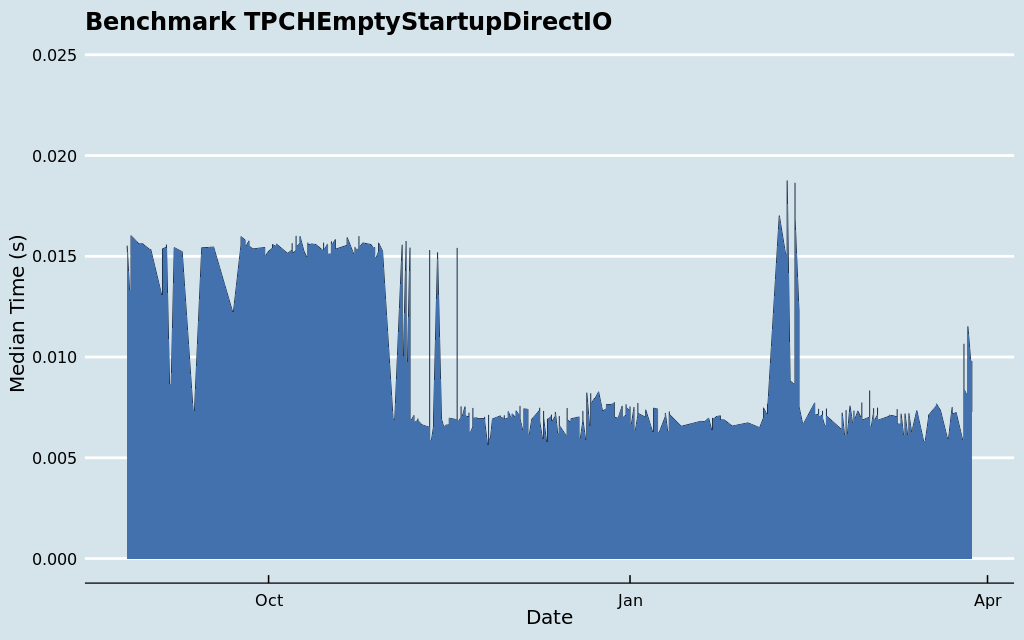 Benchmark TPCHEmptyStartupDirectIO
Median Time (s)
0.025
0.020
0.015
0.010
0.005
0.000
Oct
Jan
Apr
Date